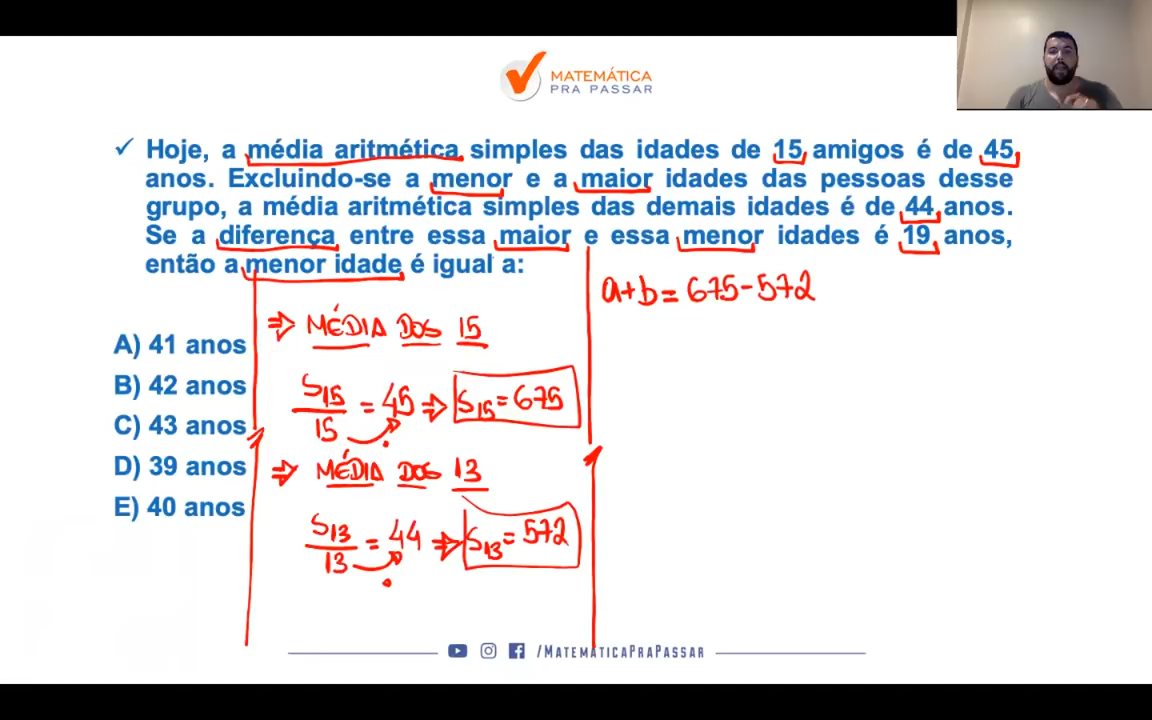 MATEMÁTICA
PRA PASSAR
✓ Hoje, a média aritmética simples das idades de 15 amigos é de 45
anos. Excluindo-se a menor e a maior idades das pessoas desse
grupo, a média aritmética simples das demais idades é de 44 anos.
Se a diferença entre essa maior e essa menor idades é 19 anos,
então a menor idade é igual a:
A) 41 anos
B) 42 anos
C) 43 anos
D) 39 anos
E) 40 anos
⇒ MÉDIA DOS 15
S15/15 = 45 ⇒ S15 = 675
⇒ MÉDIA DOS 13
S13/13 = 44 ⇒ S13 = 572
a+b = 675-572
/MATEMÁTICAPRAPASSAR